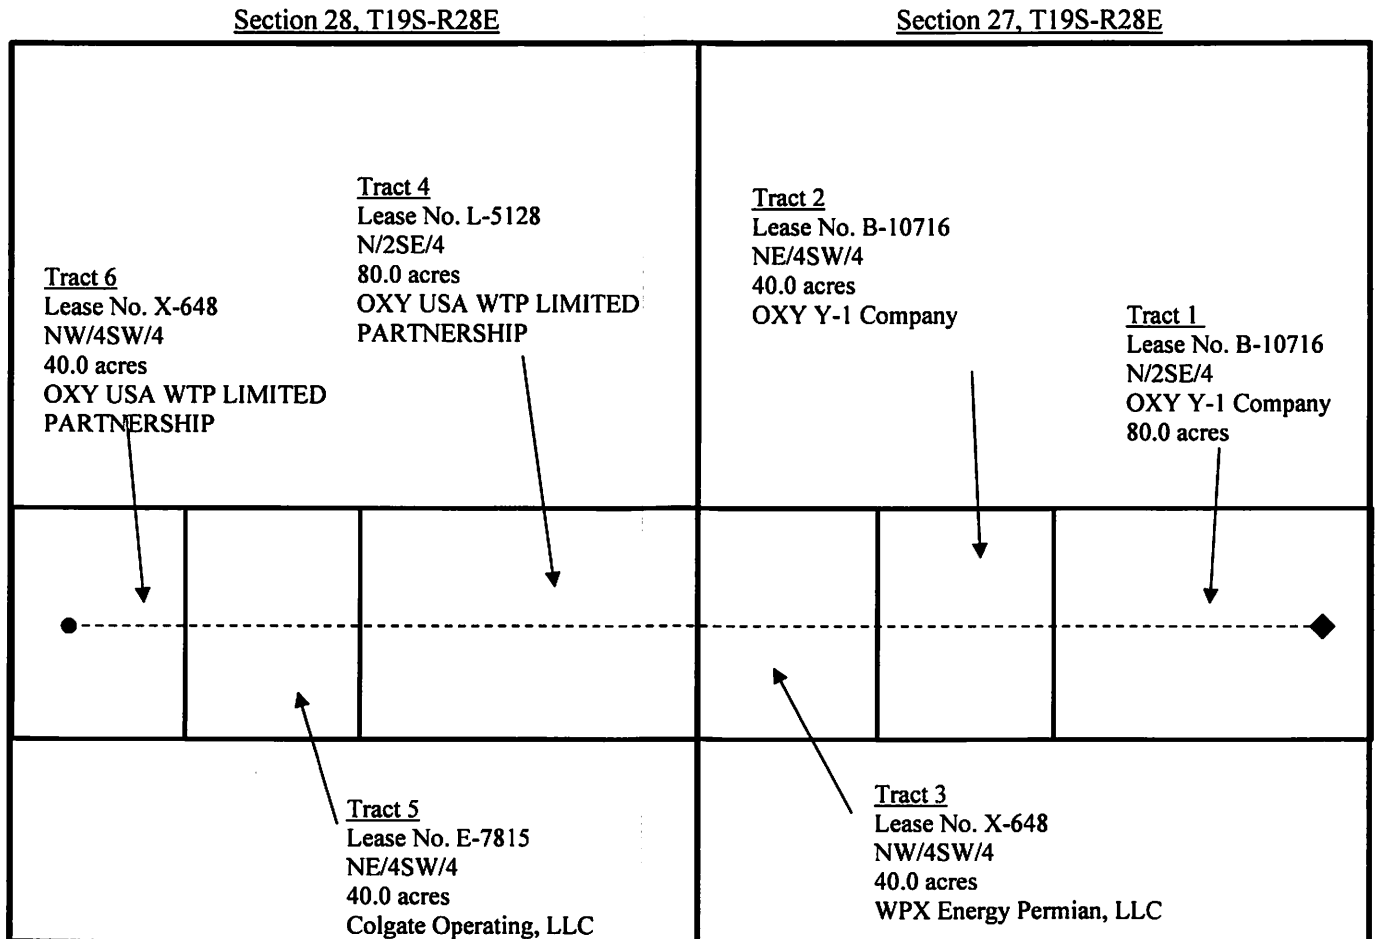 Section 28, T19S-R28E
Section 27, T19S-R28E
Tract 6
Lease No. X-648
NW/4SW/4
40.0 acres
OXY USA WTP LIMITED
PARTNERSHIP
Tract 4
Lease No. L-5128
N/2SE/4
80.0 acres
OXY USA WTP LIMITED
PARTNERSHIP
Tract 2
Lease No. B-10716
NE/4SW/4
40.0 acres
OXY Y-1 Company
Tract 1
Lease No. B-10716
N/2SE/4
OXY Y-1 Company
80.0 acres
Tract 5
Lease No. E-7815
NE/4SW/4
40.0 acres
Colgate Operating, LLC
Tract 3
Lease No. X-648
NW/4SW/4
40.0 acres
WPX Energy Permian, LLC